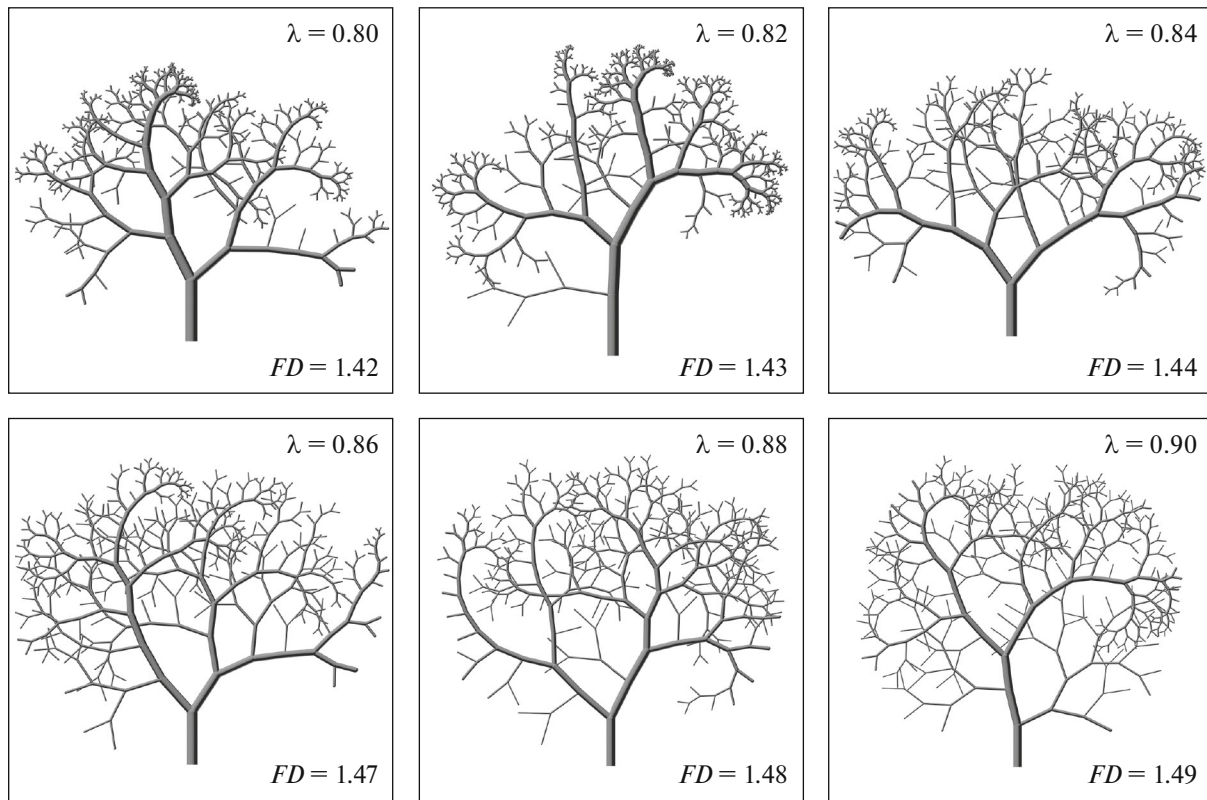 λ = 0.80
FD = 1.42
λ = 0.82
FD = 1.43
λ = 0.84
FD = 1.44
λ = 0.86
FD = 1.47
λ = 0.88
FD = 1.48
λ = 0.90
FD = 1.49